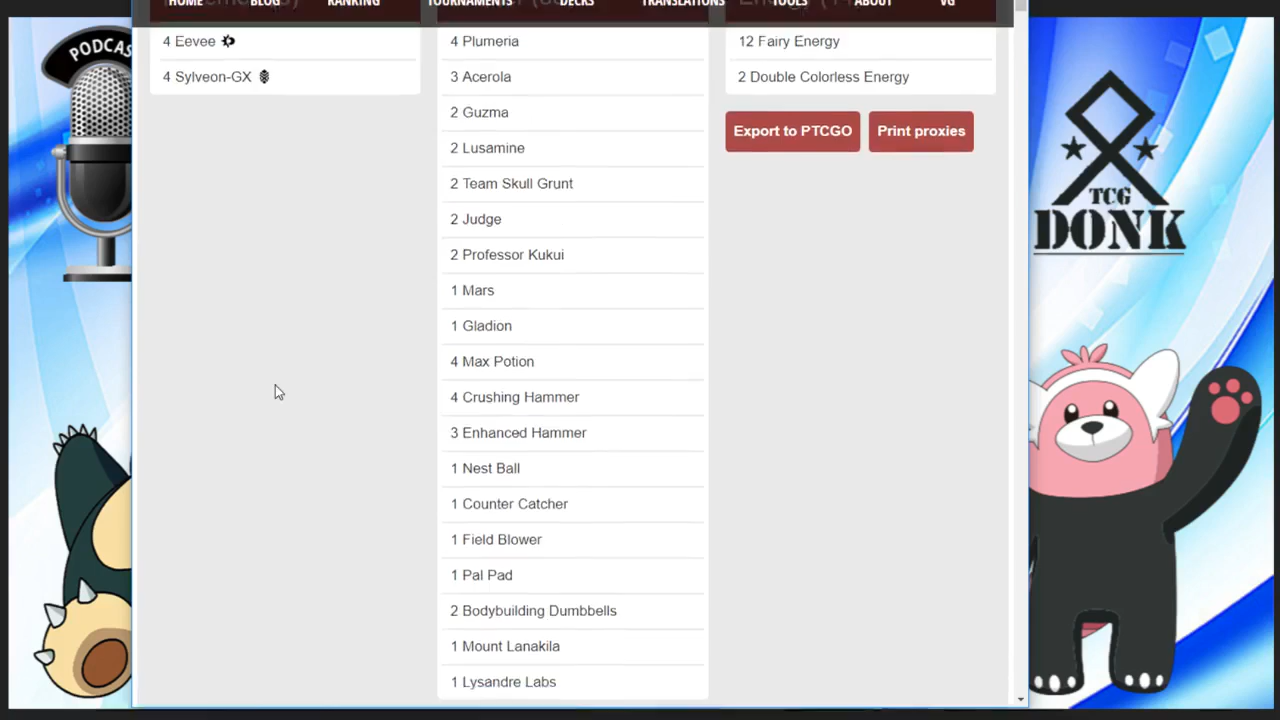 HOME BLOG RANKING TOURNAMENTS DECKS TRANSLATIONS TOOLS ABOUT VG
PODCAS
4 Eevee
4 Sylveon-GX
4 Plumeria
3 Acerola
2 Guzma
2 Lusamine
2 Team Skull Grunt
2 Judge
2 Professor Kukui
1 Mars
1 Gladion
4 Max Potion
4 Crushing Hammer
3 Enhanced Hammer
1 Nest Ball
1 Counter Catcher
1 Field Blower
1 Pal Pad
2 Bodybuilding Dumbbells
1 Mount Lanakila
1 Lysandre Labs
12 Fairy Energy
2 Double Colorless Energy
Export to PTCGO
Print proxies
TCG
DONK